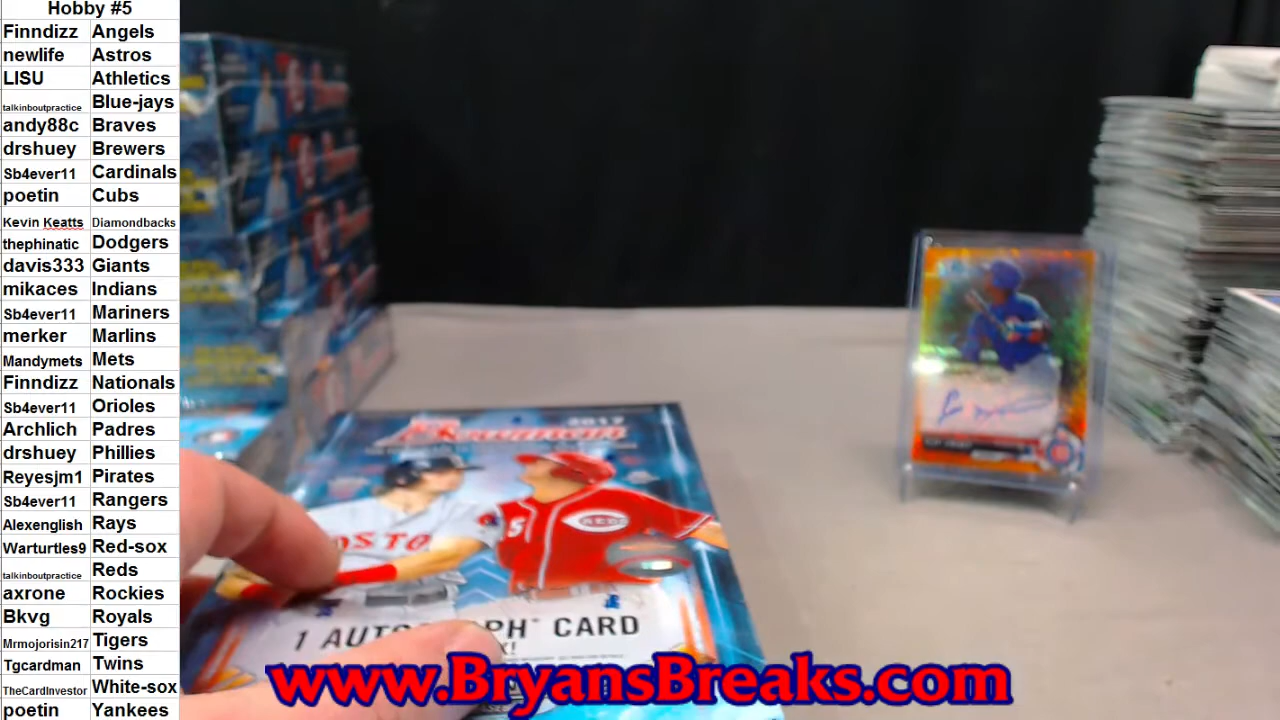 Hobby #5
Finndizz Angels
newlife Astros
LISU Athletics
talkinboutpractice Blue-jays
andy88c Braves
drshuey Brewers
Sb4ever11 Cardinals
poetin Cubs
Kevin Keatts Diamondbacks
thephinatic Dodgers
davis333 Giants
mikaces Indians
Sb4ever11 Mariners
merker Marlins
Mandymets Mets
Finndizz Nationals
Sb4ever11 Orioles
Archlich Padres
drshuey Phillies
Reyesjm1 Pirates
Sb4ever11 Rangers
Alexenglish Rays
Warturtles9 Red-sox
talkinboutpractice Reds
axrone Rockies
Bkvg Royals
Mrmojorisin217 Tigers
Tgcardman Twins
TheCardInvestor White-sox
poetin Yankees
2017
Bowman
REDS
1 CARD
www.BryansBreaks.com